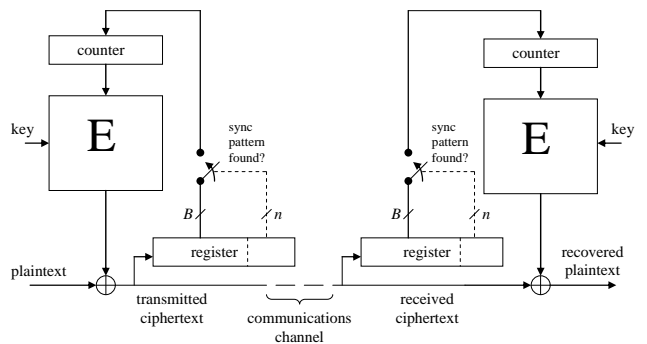 counter
counter
E
E
key
key
sync
pattern
found?
sync
pattern
found?
B
n
B
n
register
register
plaintext
recovered
plaintext
transmitted
ciphertext
communications
channel
received
ciphertext